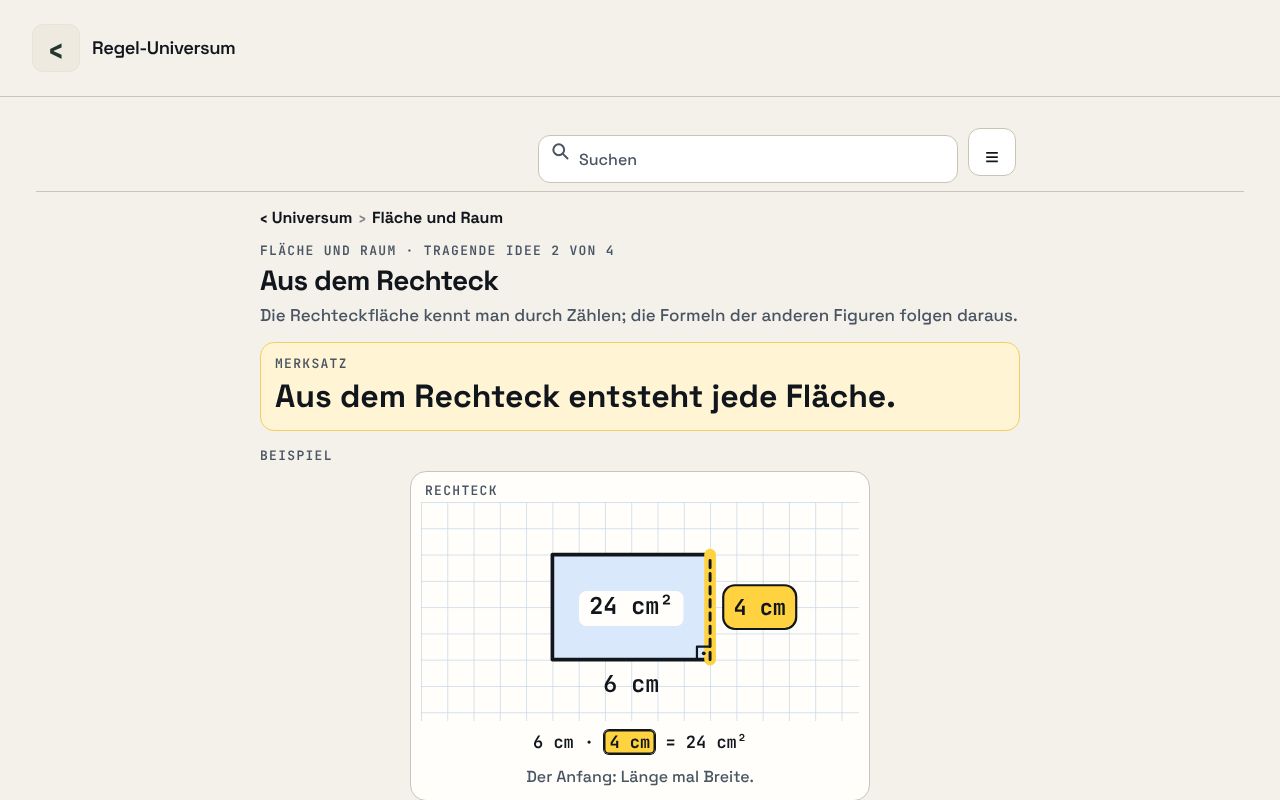 < Regel-Universum
Suchen
≡
< Universum > Fläche und Raum
FLÄCHE UND RAUM · TRAGENDE IDEE 2 VON 4
Aus dem Rechteck
Die Rechteckfläche kennt man durch Zählen; die Formeln der anderen Figuren folgen daraus.
MERKSATZ
Aus dem Rechteck entsteht jede Fläche.
BEISPIEL
RECHTECK
24 cm²
4 cm
6 cm
6 cm · 4 cm = 24 cm²
Der Anfang: Länge mal Breite.